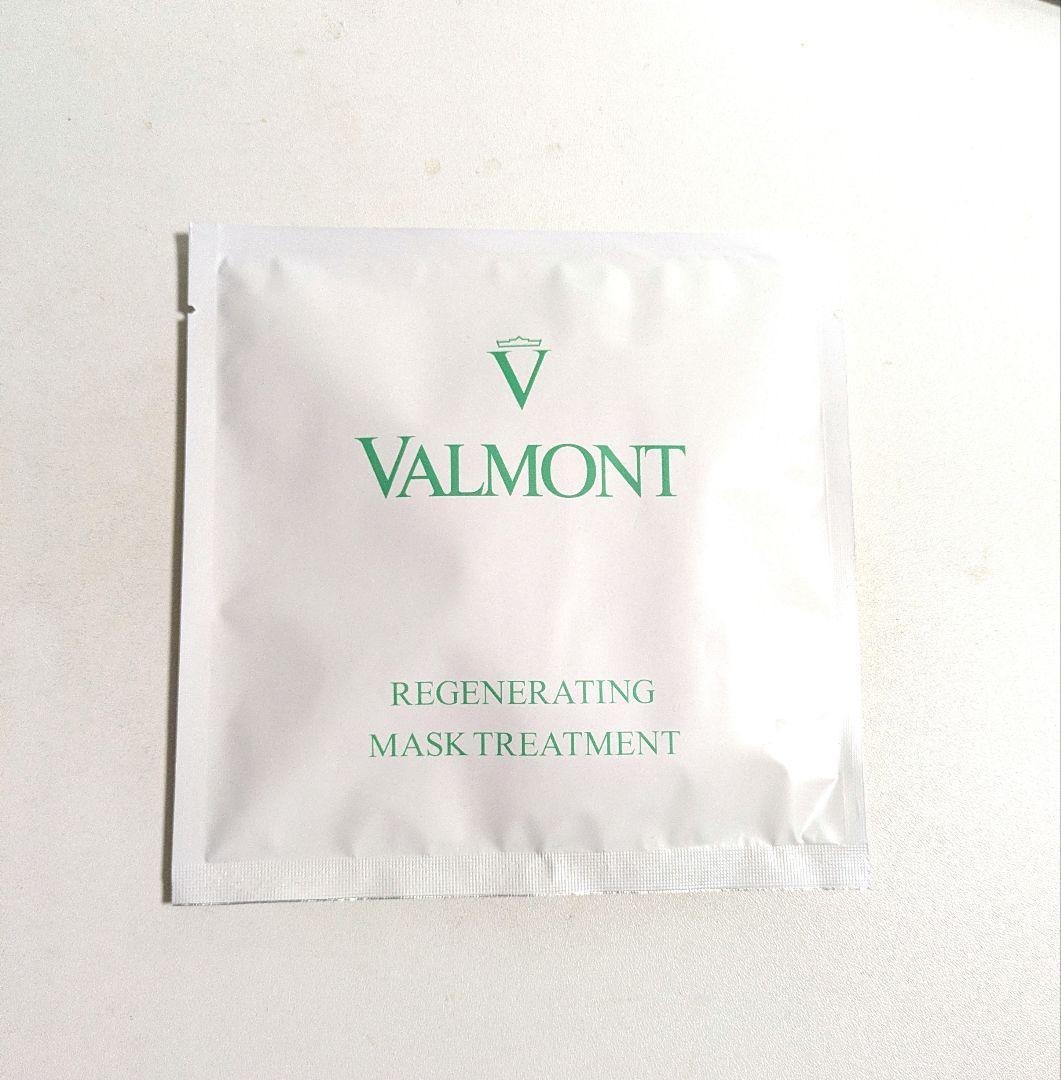 V
VALMONT
REGENERATING
MASK TREATMENT